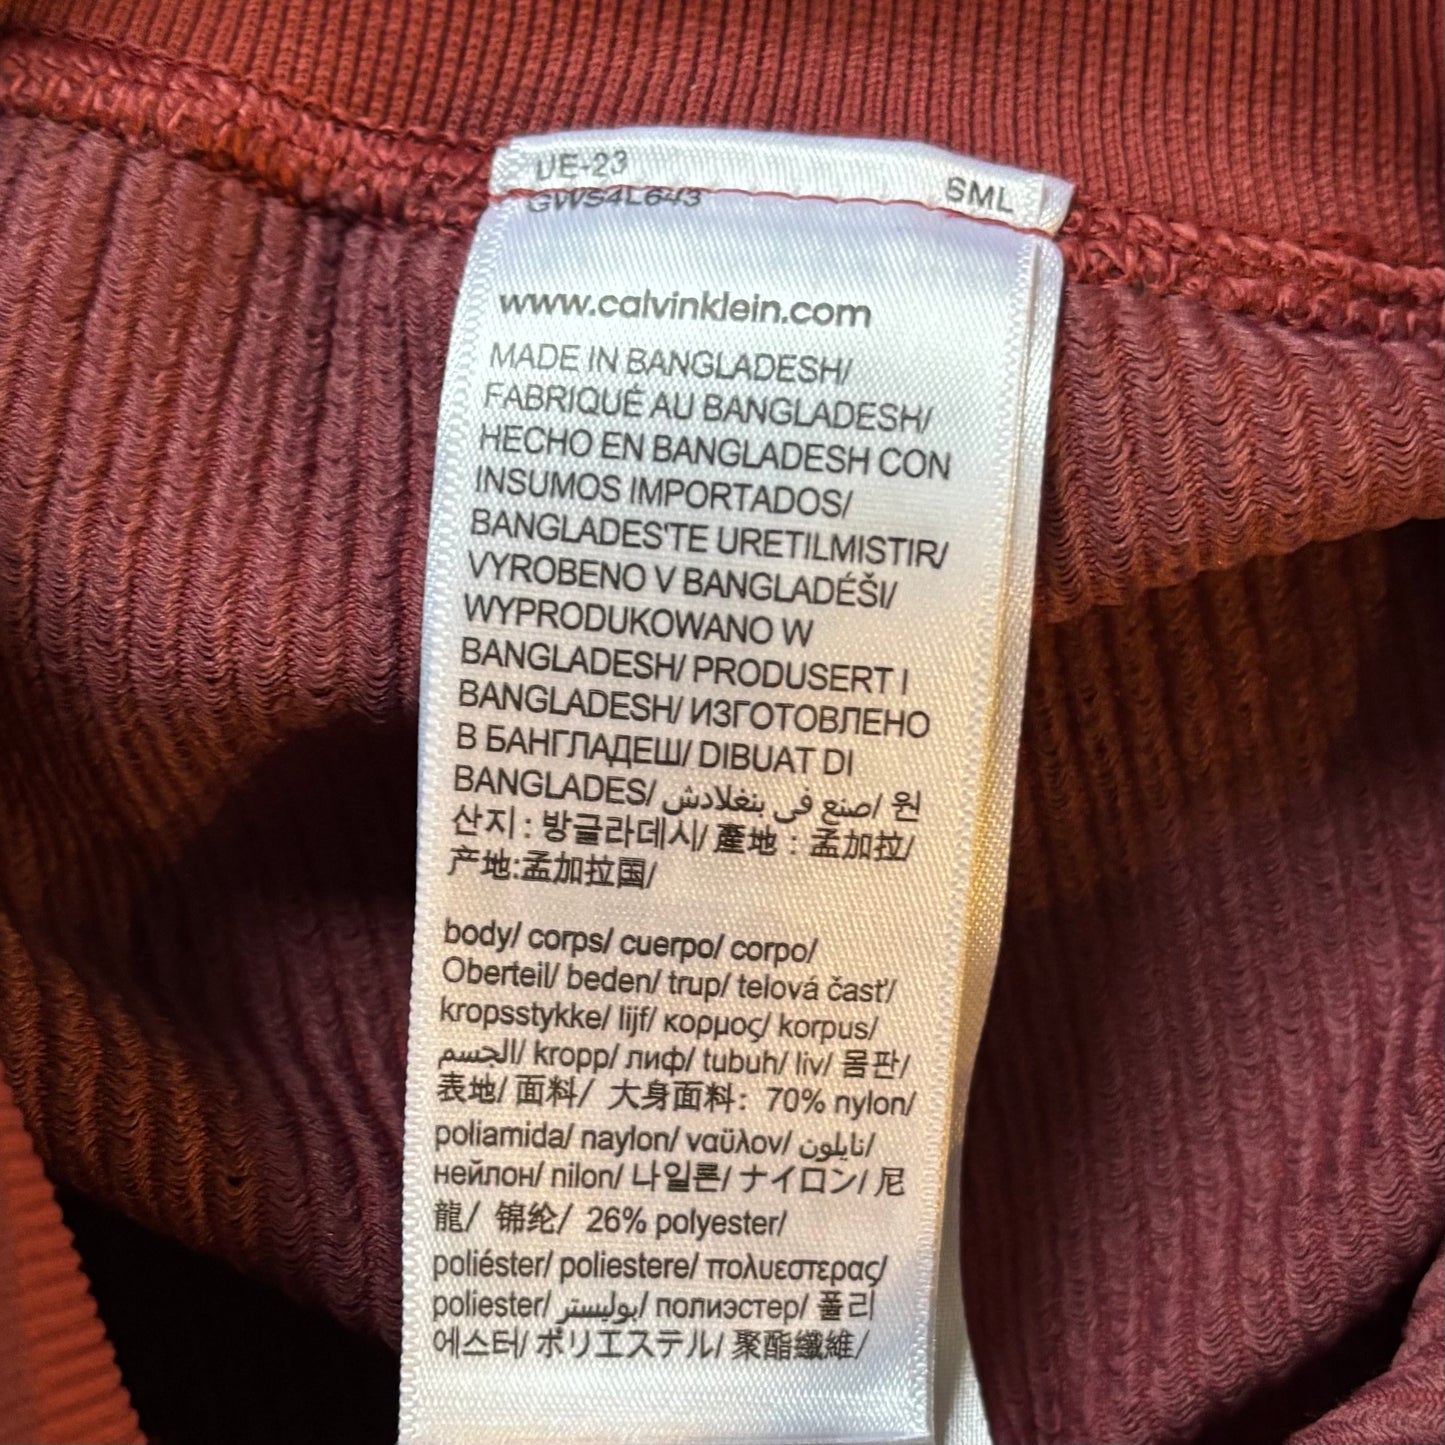 UE-23
SML
GWS4L643
www.calvinklein.com
MADE IN BANGLADESH/
FABRIQUÉ AU BANGLADESH/
HECHO EN BANGLADESH CON
INSUMOS IMPORTADOS/
BANGLADES'TE URETILMISTIR/
VYROBENO V BANGLADÉŠI/
WYPRODUKOWANO W
BANGLADESH/ PRODUSERT I
BANGLADESH/ ИЗГОТОВЛЕНО
В БАНГЛАДЕШ/ DIBUAT DI
BANGLADES/ صنع في بنغلادش/ 원
산지 : 방글라데시/ 產地 : 孟加拉/
产地:孟加拉国/
body/ corps/ cuerpo/ corpo/
Oberteil/ beden/ trup/ telová časť/
kropsstykke/ lijf/ κορμος/ korpus/
الجسم/ kropp/ лиф/ tubuh/ liv/ 몸판/
表地/ 面料/ 大身面料: 70% nylon/
poliamida/ naylon/ ναϋλον/ نايلون/
нейлон/ nilon/ 나일론/ ナイロン/ 尼
龍/ 锦纶/ 26% polyester/
poliéster/ poliestere/ πολυεστερας/
poliester/ بوليستر/ полиэстер/ 폴리
에스터/ ポリエステル/ 聚酯纖維/